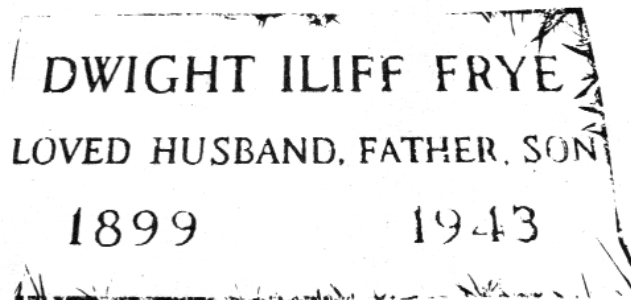 DWIGHT ILIFF FRYE
LOVED HUSBAND, FATHER, SON
1899 1943